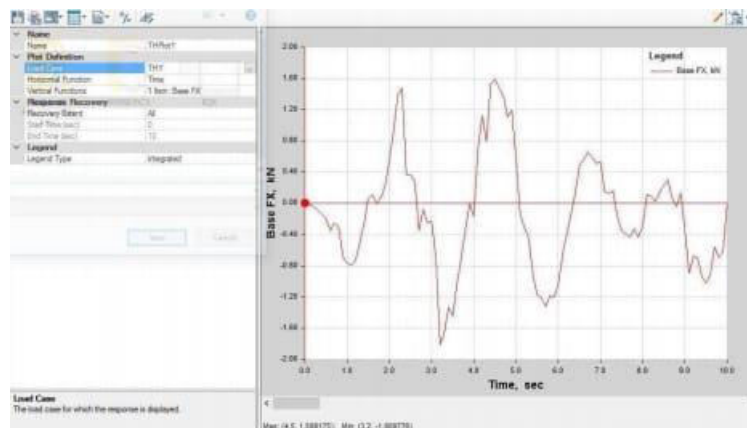 Name
Name THPlot1
Plot Definition
Load Case THY
Horizontal Function Time
Vertical Functions 1 Item: Base FX
Response Recovery
Recovery Extent All
Start Time (sec) 0
End Time (sec) 10
Legend
Legend Type Integrated
Load Case
The load case for which the response is displayed.
Legend
Base FX, kN
2.00
1.60
1.20
0.40
0.00
-0.40
-0.80
-1.20
-1.60
-2.00
Base FX, kN
0.0 1.0 2.0 3.0 4.0 5.0 6.0 7.0 8.0 9.0 10.0
Time, sec